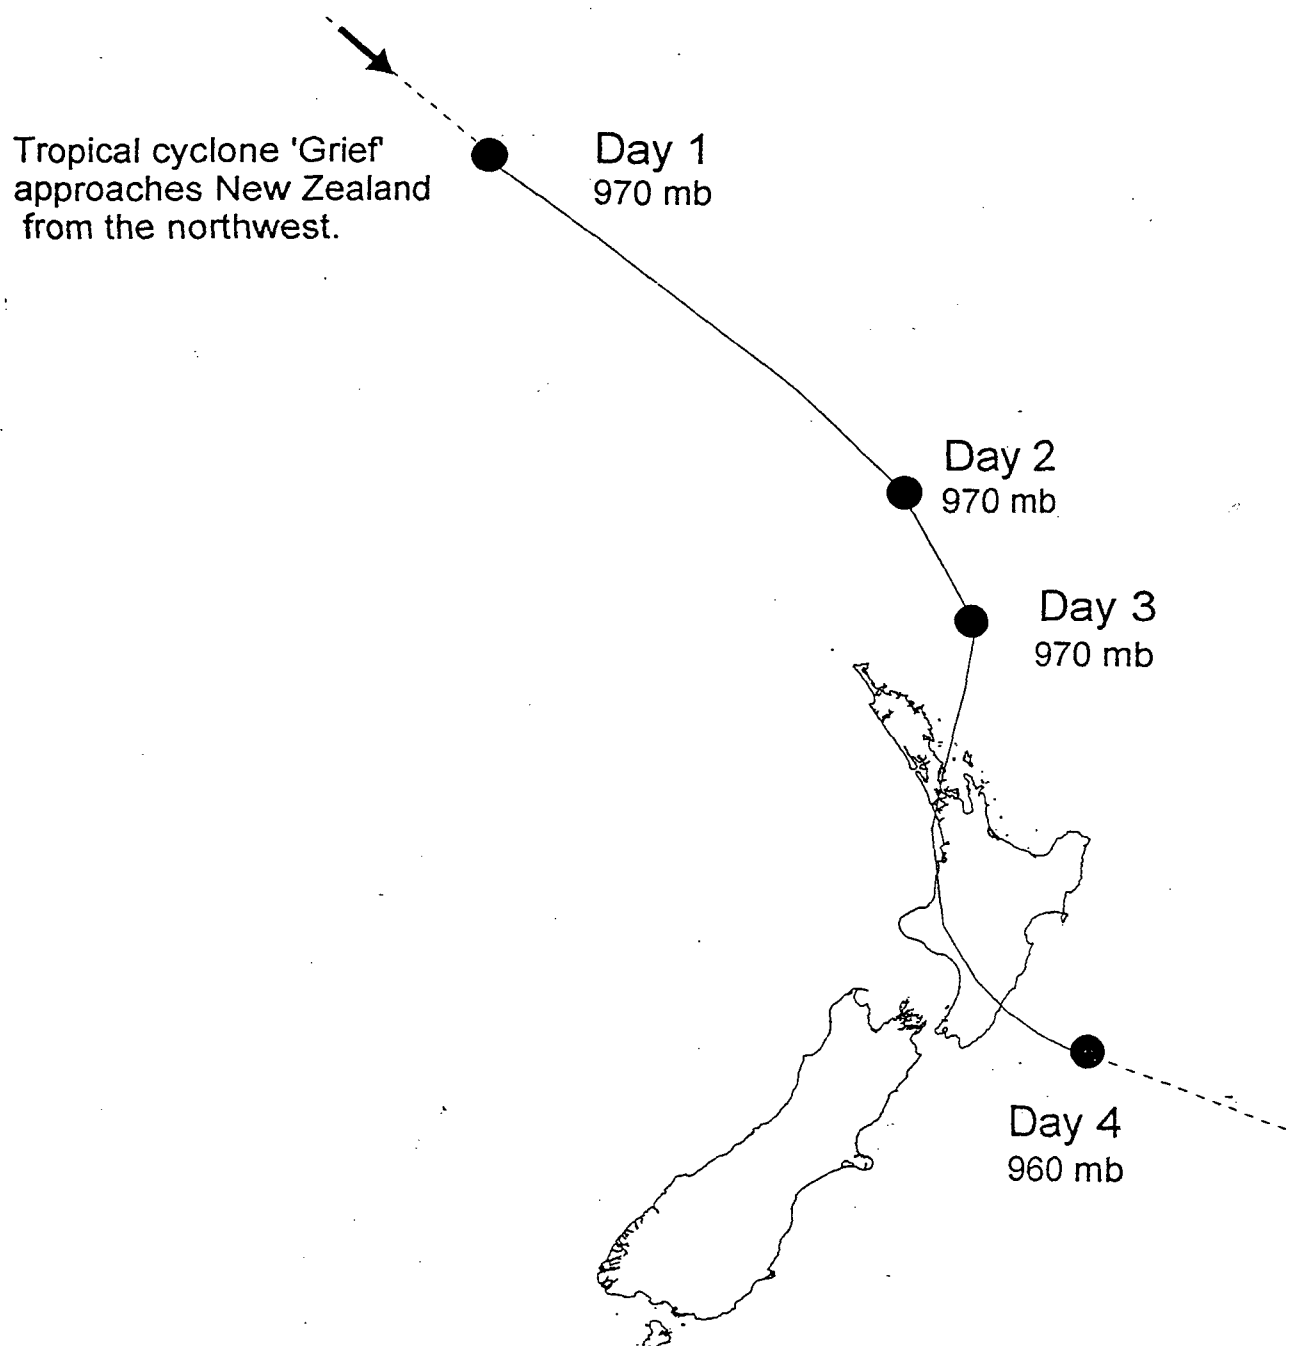 Tropical cyclone 'Grief'
approaches New Zealand
from the northwest.
Day 1
970 mb
Day 2
970 mb
Day 3
970 mb
Day 4
960 mb